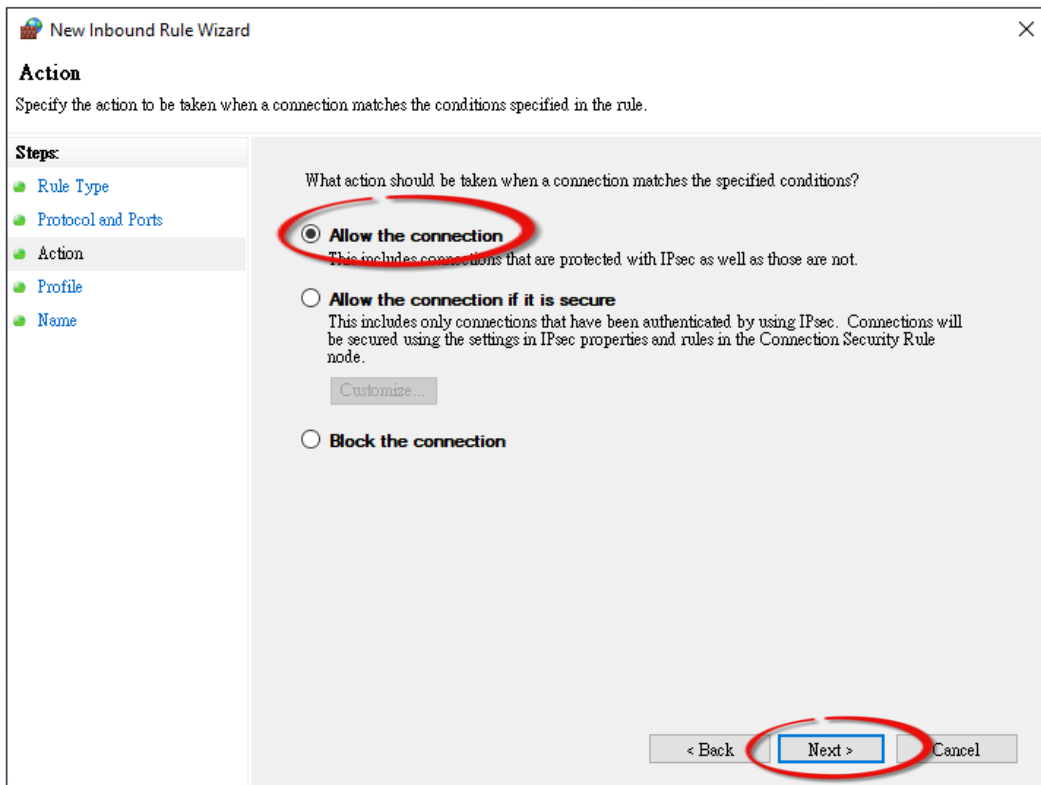 New Inbound Rule Wizard
Action
Specify the action to be taken when a connection matches the conditions specified in the rule.
Steps:
Rule Type
Protocol and Ports
Action
Profile
Name
What action should be taken when a connection matches the specified conditions?
Allow the connection
This includes connections that are protected with IPsec as well as those are not.
Allow the connection if it is secure
This includes only connections that have been authenticated by using IPsec. Connections will
be secured using the settings in IPsec properties and rules in the Connection Security Rule
node.
Customize...
Block the connection
< Back
Next >
Cancel